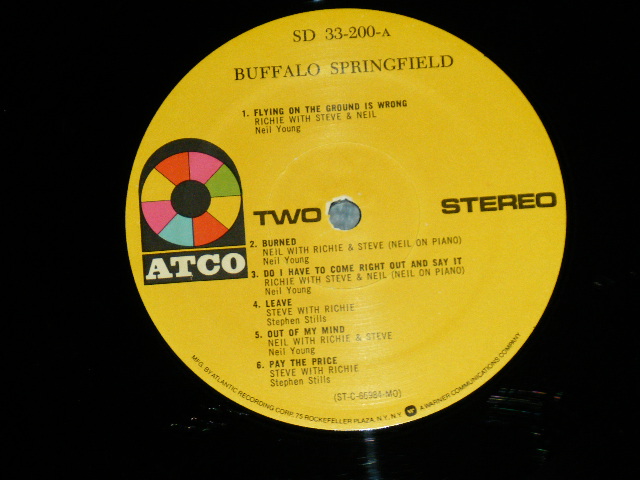 SD 33-200-A
BUFFALO SPRINGFIELD
1. FLYING ON THE GROUND IS WRONG
RICHIE WITH STEVE & NEIL
Neil Young
TWO
STEREO
ATCO
2. BURNED
NEIL WITH RICHIE & STEVE (NEIL ON PIANO)
Neil Young
3. DO I HAVE TO COME RIGHT OUT AND SAY IT
RICHIE WITH STEVE & NEIL (NEIL ON PIANO)
Neil Young
4. LEAVE
STEVE WITH RICHIE
Stephen Stills
5. OUT OF MY MIND
NEIL WITH RICHIE & STEVE
Neil Young
6. PAY THE PRICE
STEVE WITH RICHIE
Stephen Stills
(ST-C-66984-MO)
MFG. BY ATLANTIC RECORDING CORP. 75 ROCKEFELLER PLAZA, N.Y., N.Y. A WARNER COMMUNICATIONS COMPANY